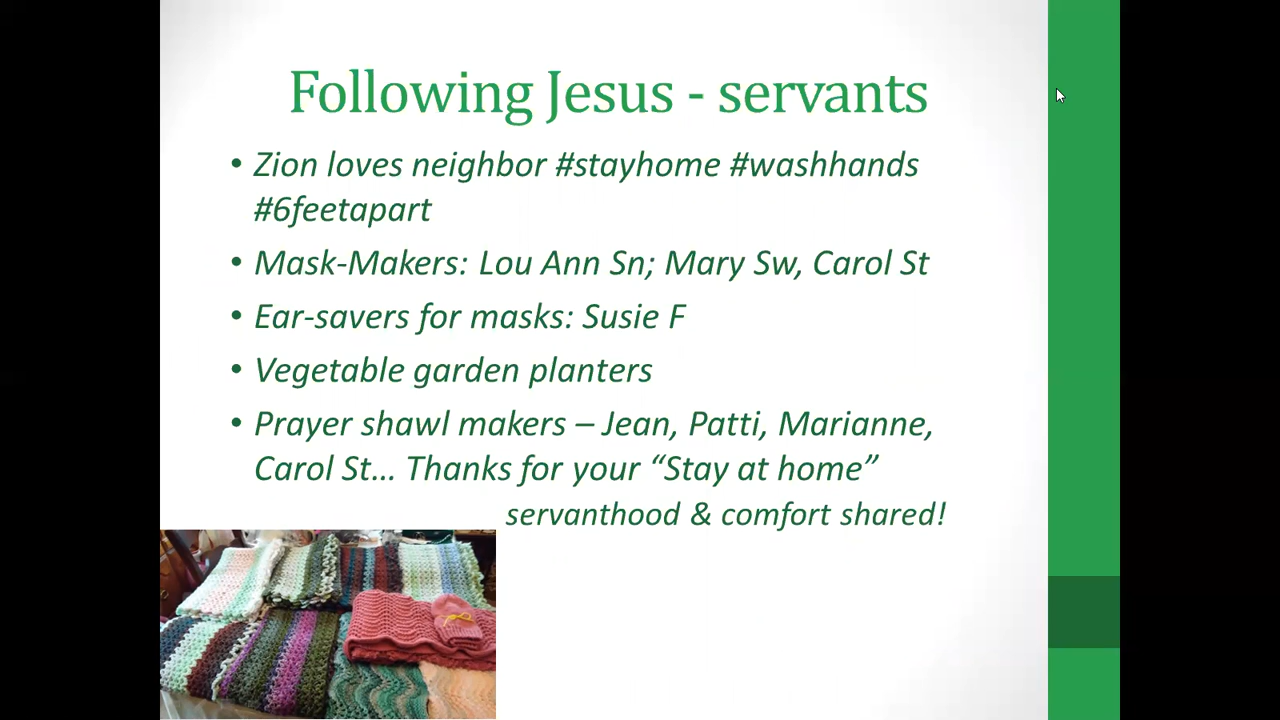 Following Jesus - servants
• Zion loves neighbor #stayhome #washhands
#6feetapart
• Mask-Makers: Lou Ann Sn; Mary Sw, Carol St
• Ear-savers for masks: Susie F
• Vegetable garden planters
• Prayer shawl makers – Jean, Patti, Marianne,
Carol St… Thanks for your “Stay at home”
servanthood & comfort shared!